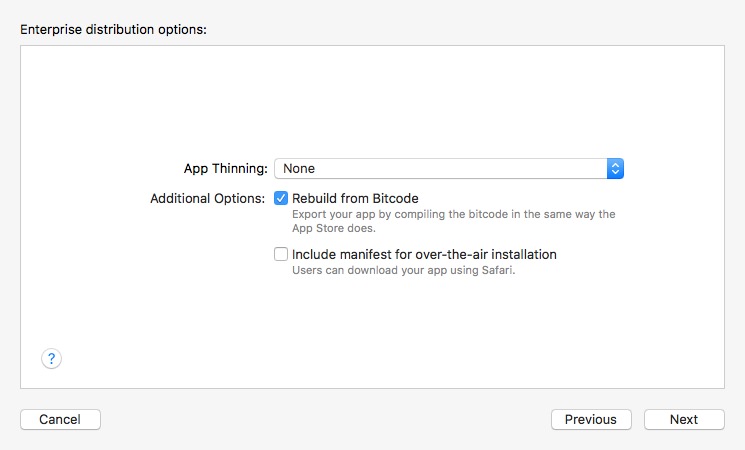 Enterprise distribution options:
App Thinning: None
Additional Options: Rebuild from Bitcode
Export your app by compiling the bitcode in the same way the
App Store does.
Include manifest for over-the-air installation
Users can download your app using Safari.
?
Cancel Previous Next